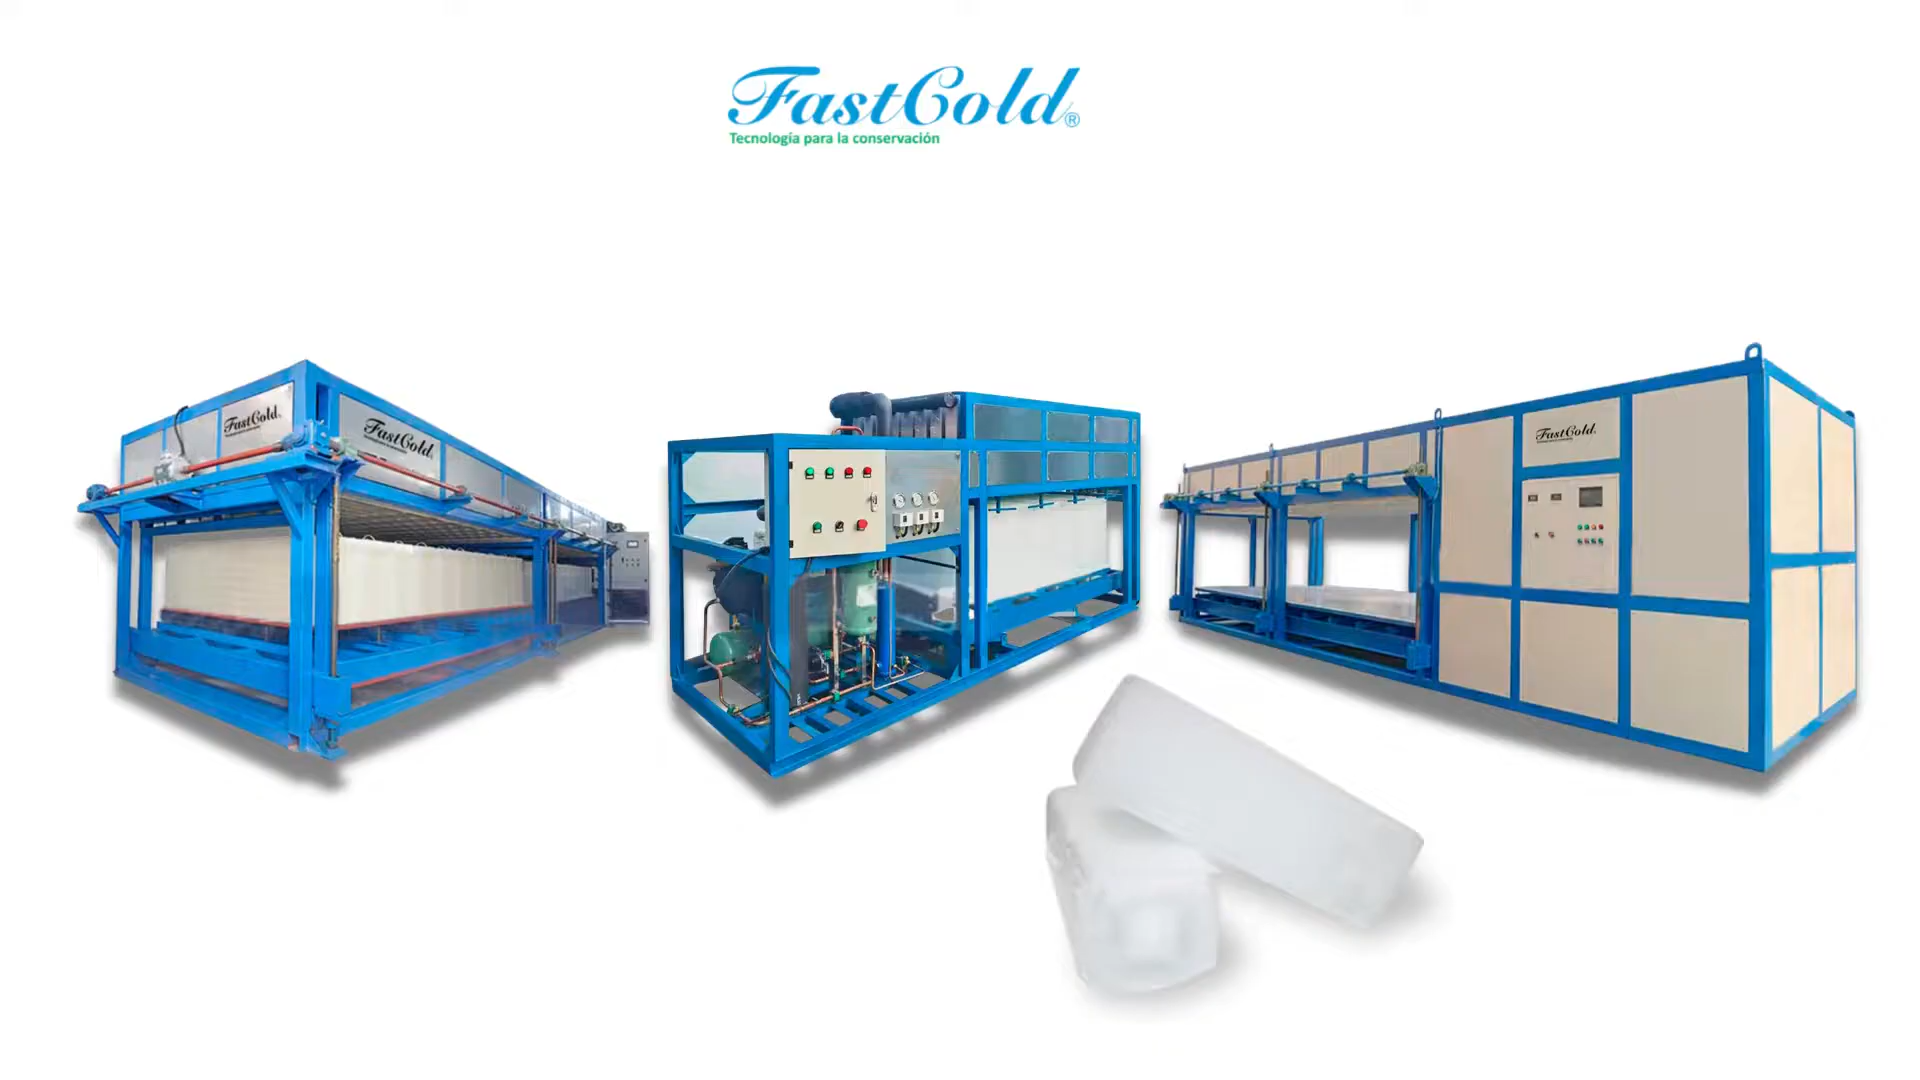 FastCold®
Tecnología para la conservación
FastCold
FastCold
FastCold